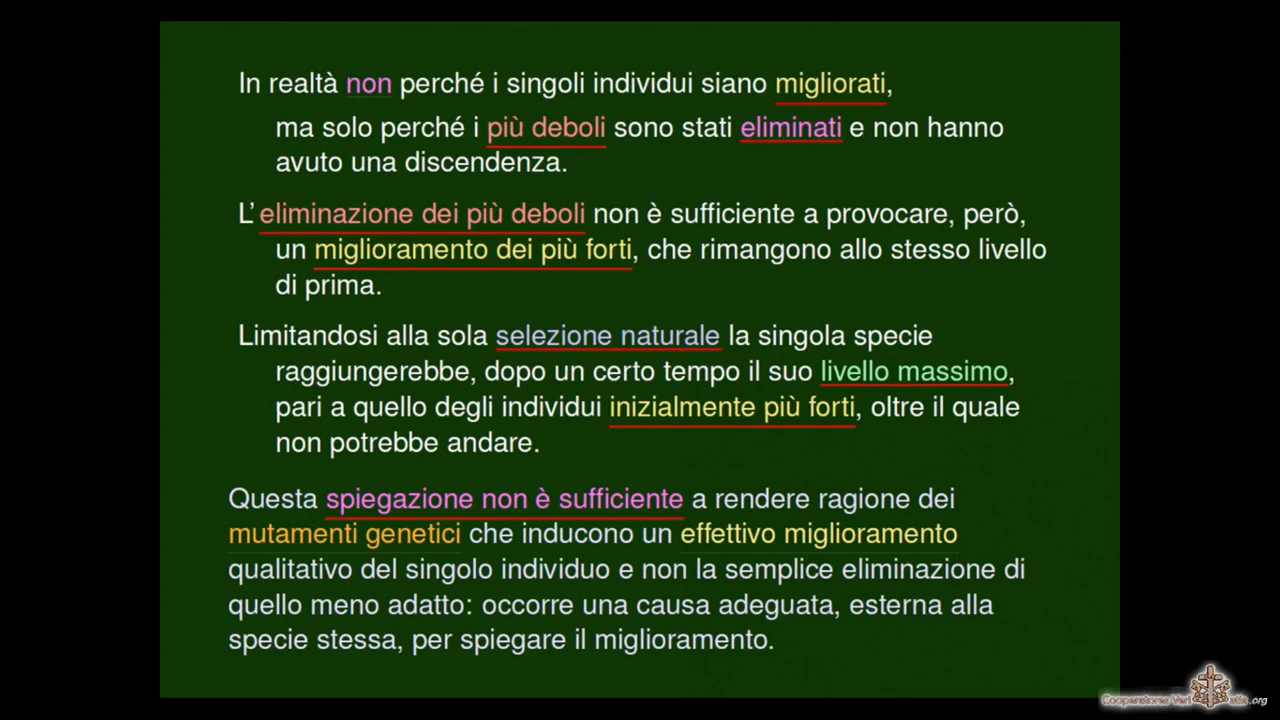 In realtà non perché i singoli individui siano migliorati,
ma solo perché i più deboli sono stati eliminati e non hanno
avuto una discendenza.
L’eliminazione dei più deboli non è sufficiente a provocare, però,
un miglioramento dei più forti, che rimangono allo stesso livello
di prima.
Limitandosi alla sola selezione naturale la singola specie
raggiungerebbe, dopo un certo tempo il suo livello massimo,
pari a quello degli individui inizialmente più forti, oltre il quale
non potrebbe andare.
Questa spiegazione non è sufficiente a rendere ragione dei
mutamenti genetici che inducono un effettivo miglioramento
qualitativo del singolo individuo e non la semplice eliminazione di
quello meno adatto: occorre una causa adeguata, esterna alla
specie stessa, per spiegare il miglioramento.
Cooperatores .org